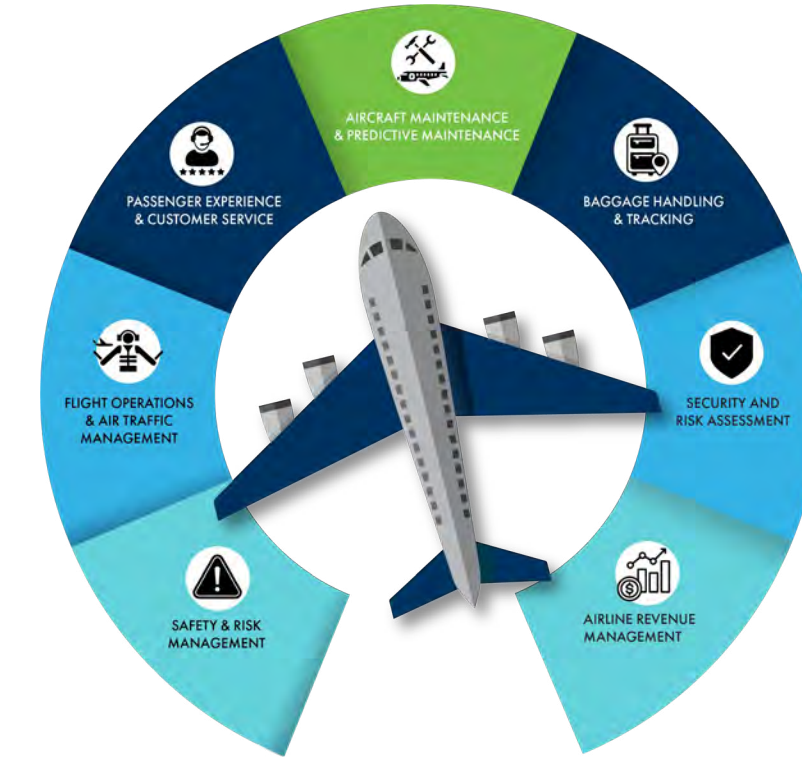 AIRCRAFT MAINTENANCE
& PREDICTIVE MAINTENANCE
PASSENGER EXPERIENCE
& CUSTOMER SERVICE
BAGGAGE HANDLING
& TRACKING
FLIGHT OPERATIONS
& AIR TRAFFIC
MANAGEMENT
SECURITY AND
RISK ASSESSMENT
SAFETY & RISK
MANAGEMENT
$
AIRLINE REVENUE
MANAGEMENT